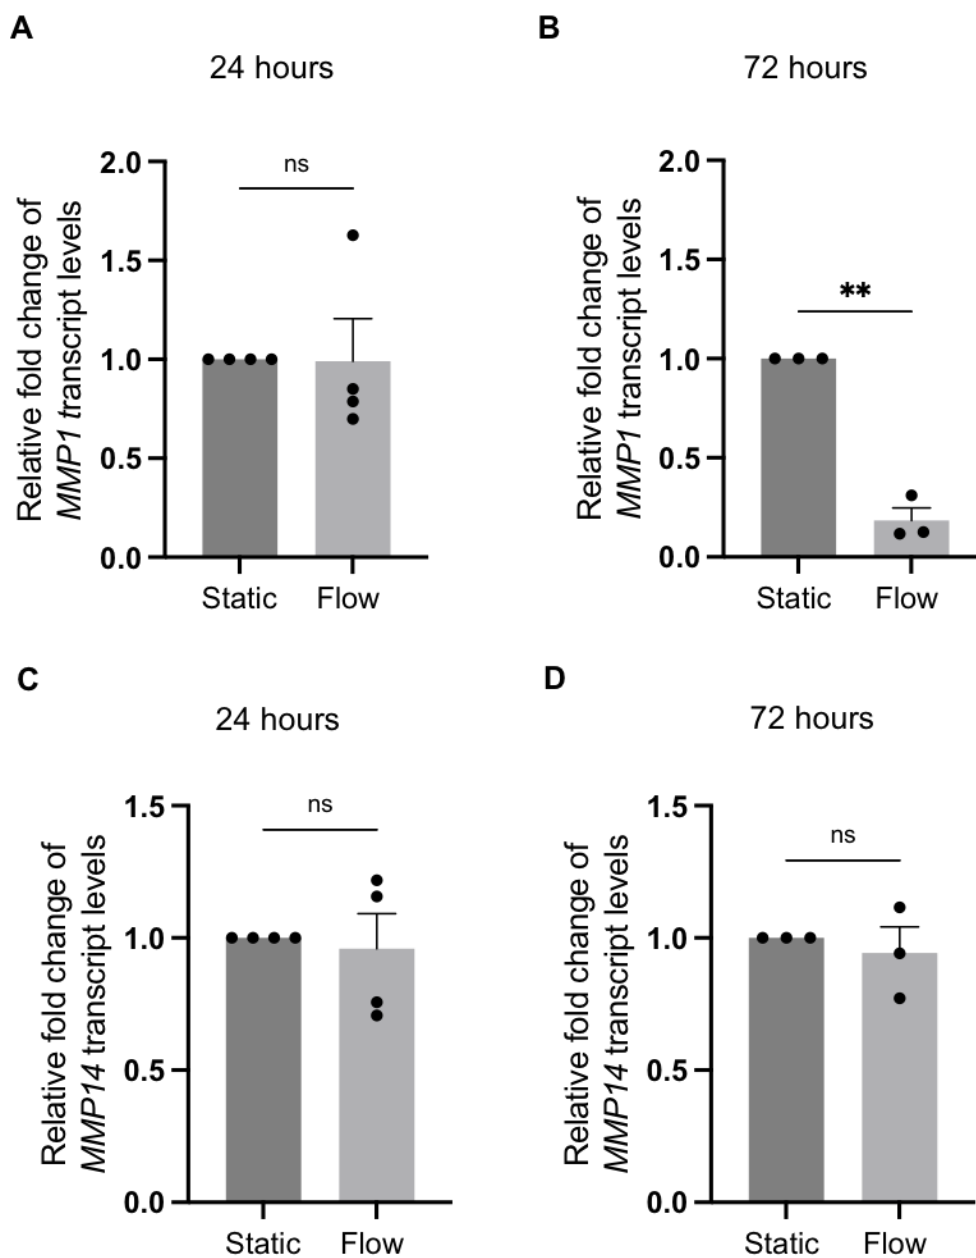 A
24 hours
Relative fold change of
MMP1 transcript levels
2.0
1.5
1.0
0.5
0.0
ns
Static Flow
B
72 hours
Relative fold change of
MMP1 transcript levels
2.0
1.5
1.0
0.5
0.0
**
Static Flow
C
24 hours
Relative fold change of
MMP14 transcript levels
1.5
1.0
0.5
0.0
ns
Static Flow
D
72 hours
Relative fold change of
MMP14 transcript levels
1.5
1.0
0.5
0.0
ns
Static Flow